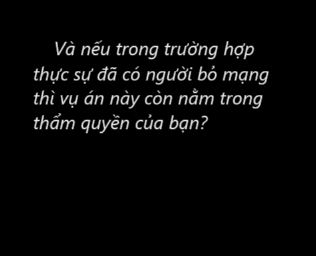 Và nếu trong trường hợp
thực sự đã có người bỏ mạng
thì vụ án này còn nằm trong
thẩm quyền của bạn?